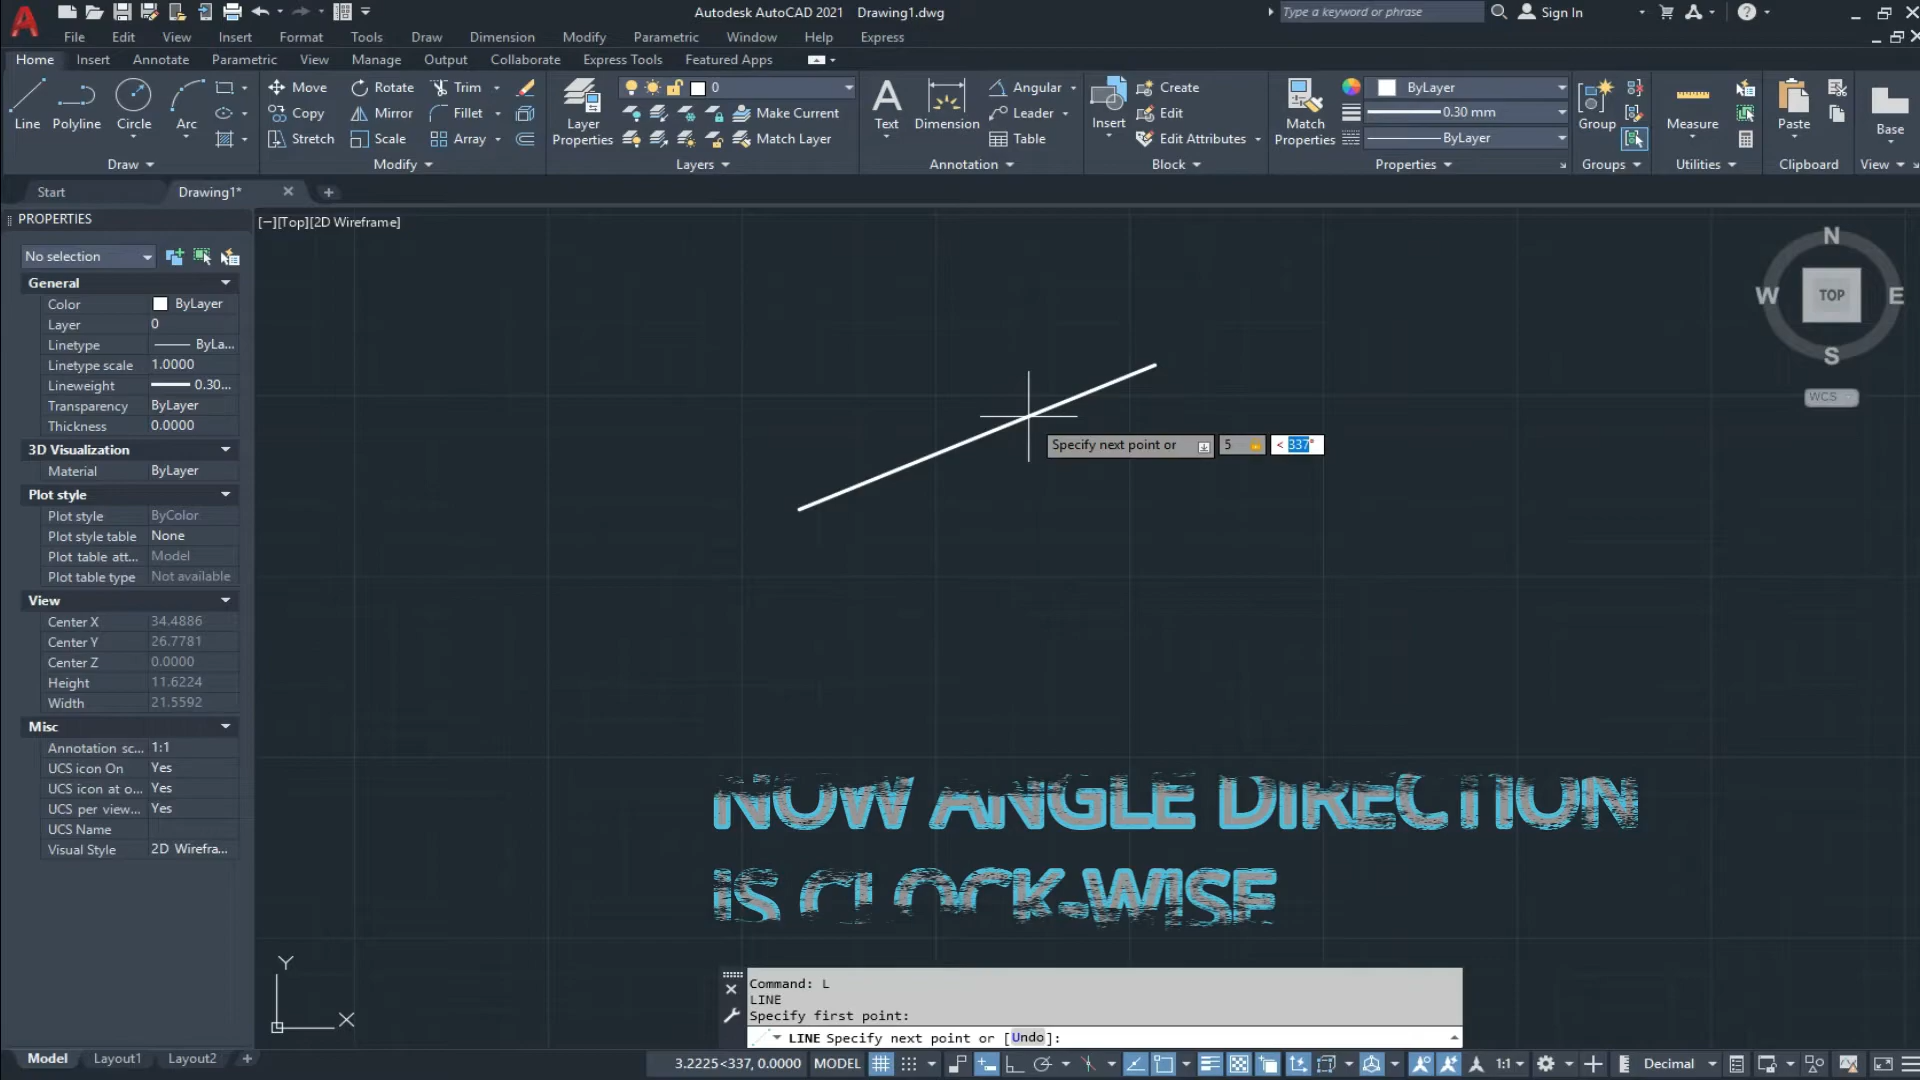 Autodesk AutoCAD 2021 Drawing1.dwg
Type a keyword or phrase
Sign In
File Edit View Insert Format Tools Draw Dimension Modify Parametric Window Help Express
Home Insert Annotate Parametric View Manage Output Collaborate Express Tools Featured Apps
Line Polyline Circle Arc
Move Rotate Trim
Copy Mirror Fillet
Stretch Scale Array
Layer Properties
0
Make Current
Match Layer
Text Dimension
Angular
Leader
Table
Insert
Create
Edit
Edit Attributes
Match Properties
ByLayer
0.30 mm
ByLayer
Group
Measure
Paste
Base
Draw Modify Layers Annotation Block Properties Groups Utilities Clipboard View
Start Drawing1*
PROPERTIES
[−][Top][2D Wireframe]
No selection
General
Color ByLayer
Layer 0
Linetype ByLa...
Linetype scale 1.0000
Lineweight 0.30...
Transparency ByLayer
Thickness 0.0000
3D Visualization
Material ByLayer
Plot style
Plot style ByColor
Plot style table None
Plot table att... Model
Plot table type Not available
View
Center X 34.4886
Center Y 26.7781
Center Z 0.0000
Height 11.6224
Width 21.5592
Misc
Annotation sc... 1:1
UCS icon On Yes
UCS icon at o... Yes
UCS per view... Yes
UCS Name
Visual Style 2D Wirefra...
N
W TOP E
S
WCS
Specify next point or 5 < 337°
NOW ANGLE DIRECTION
IS CLOCK-WISE
Y
X
Command: L
LINE
Specify first point:
LINE Specify next point or [Undo]:
Model Layout1 Layout2
3.2225<337, 0.0000 MODEL 1:1 Decimal